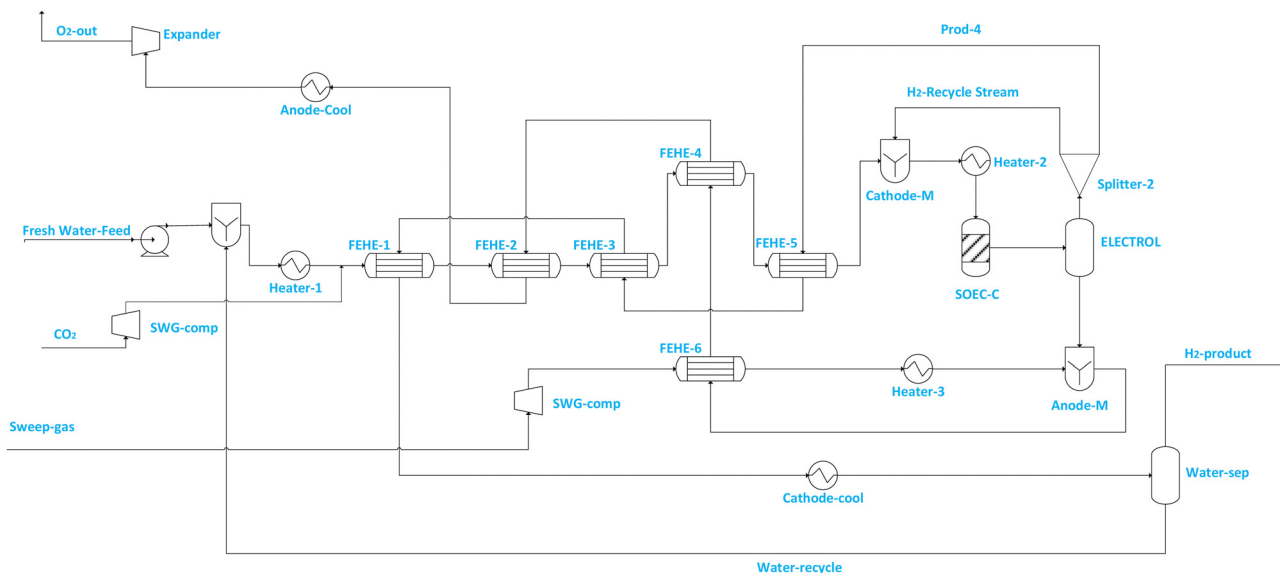 Prod-4
O2-out
Expander
H2-Recycle Stream
Anode-Cool
FEHE-4
Heater-2
Cathode-M
Splitter-2
Fresh Water-Feed
FEHE-1
FEHE-2
FEHE-3
FEHE-5
ELECTROL
Heater-1
SOEC-C
CO2
SWG-comp
FEHE-6
H2-product
Heater-3
SWG-comp
Anode-M
Sweep-gas
Water-sep
Cathode-cool
Water-recycle